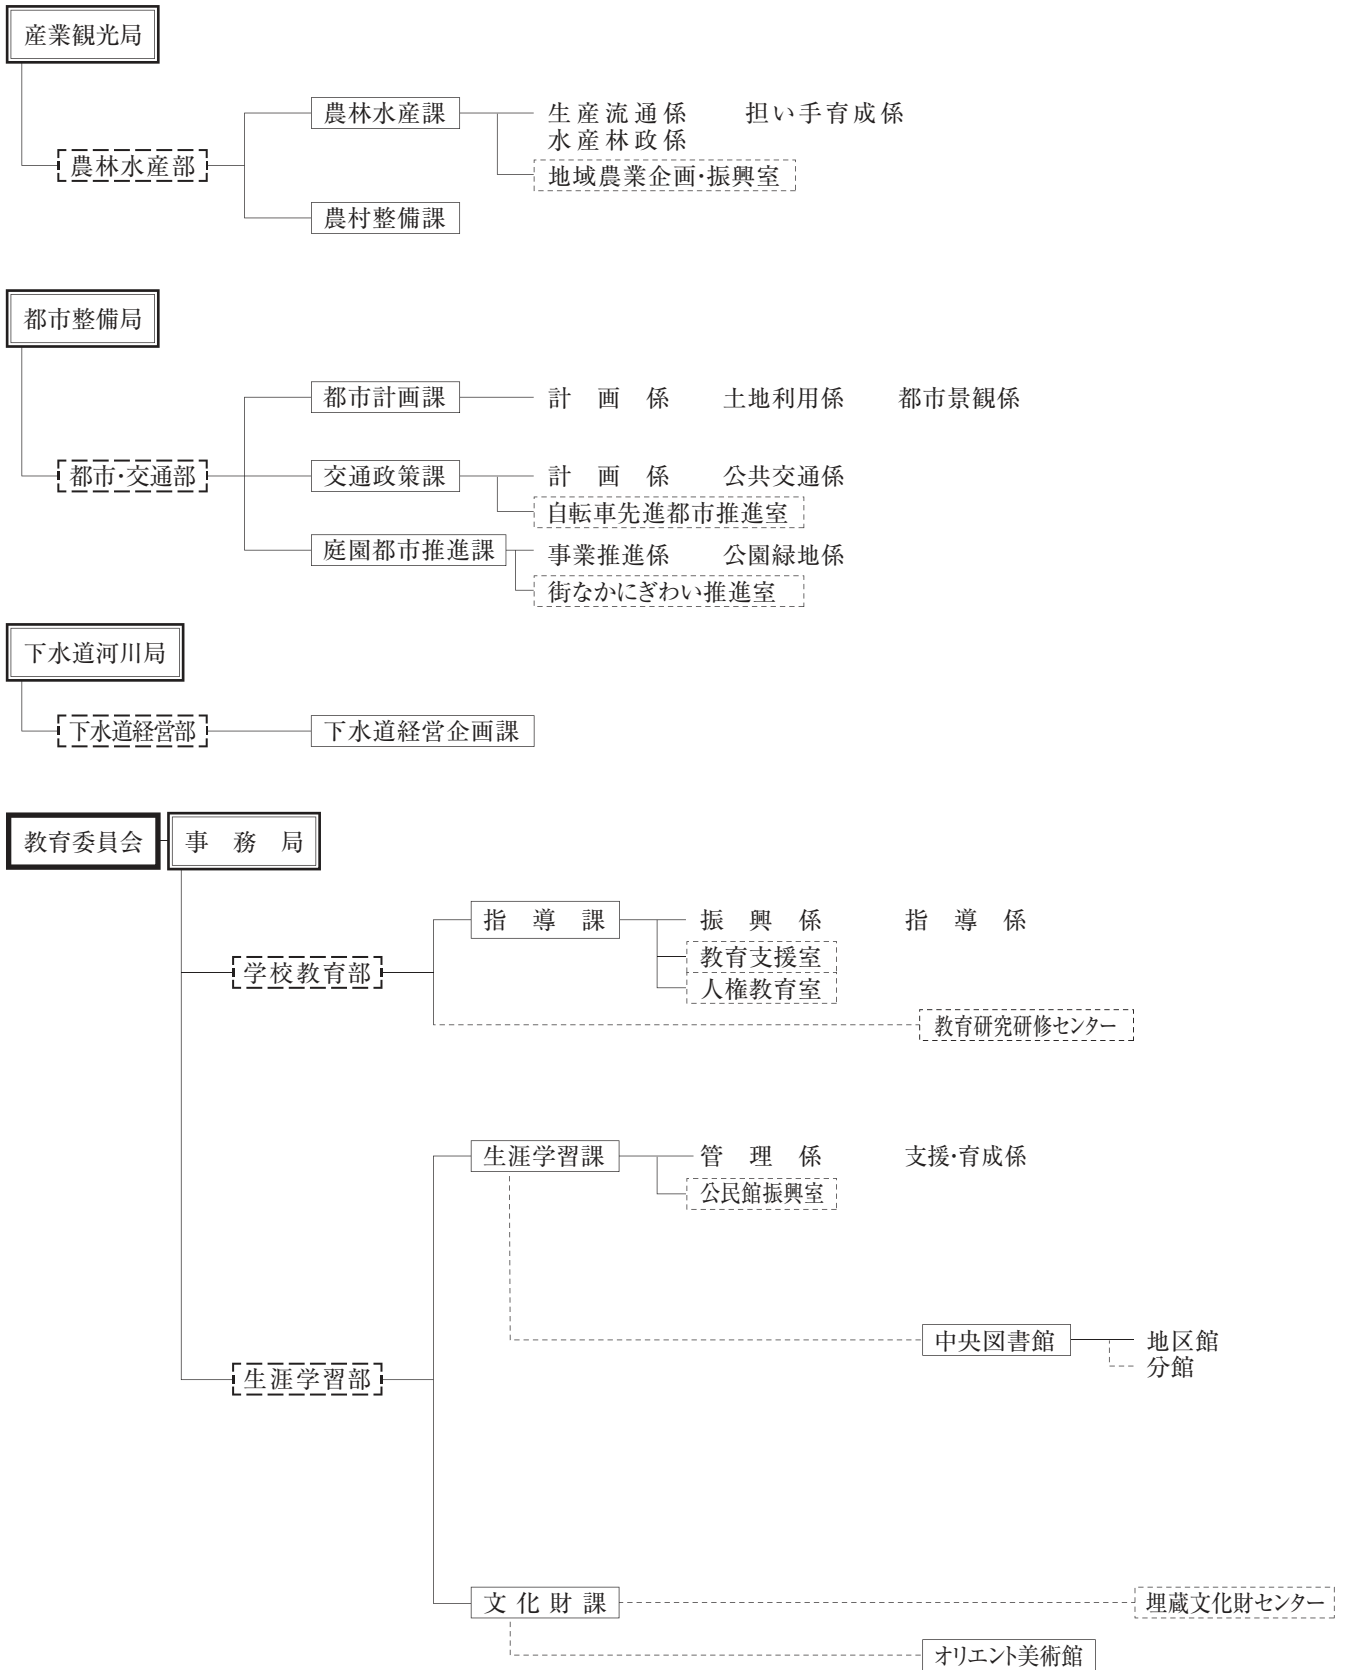 産業観光局
農林水産課 生産流通係 担い手育成係
水産林政係
農林水産部 地域農業企画・振興室
農村整備課
都市整備局
都市計画課 計画係 土地利用係 都市景観係
都市・交通部 交通政策課 計画係 公共交通係
自転車先進都市推進室
庭園都市推進課 事業推進係 公園緑地係
街なかにぎわい推進室
下水道河川局
下水道経営部 下水道経営企画課
教育委員会 事務局
指導課 振興係 指導係
教育支援室
学校教育部 人権教育室
教育研究研修センター
生涯学習課 管理係 支援・育成係
公民館振興室
中央図書館 地区館
分館
生涯学習部
文化財課 埋蔵文化財センター
オリエント美術館